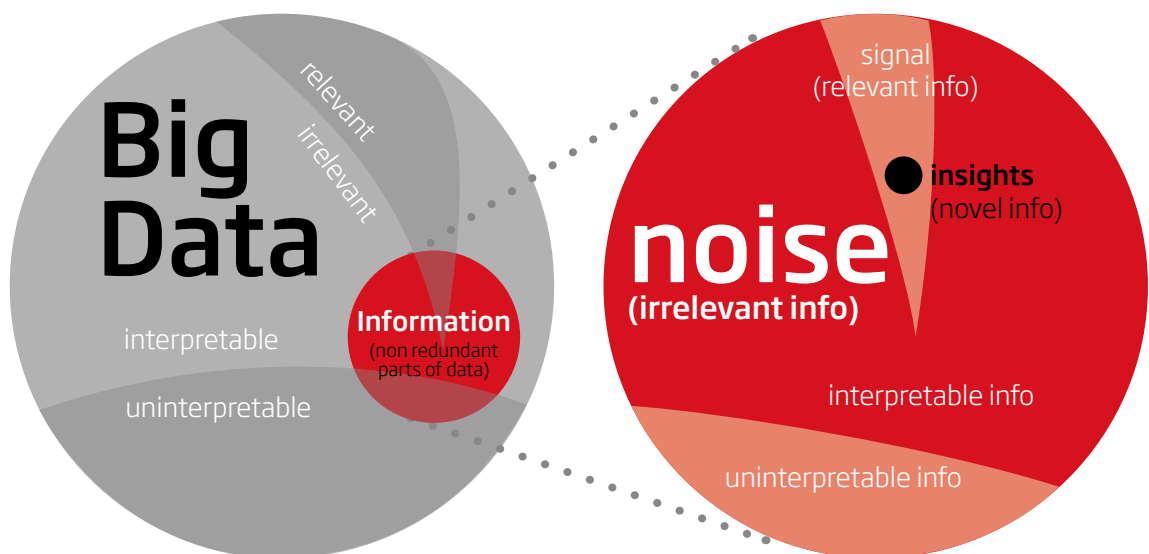 Big
Data
relevant
irrelevant
interpretable
uninterpretable
Information
(non redundant
parts of data)
signal
(relevant info)
insights
(novel info)
noise
(irrelevant info)
interpretable info
uninterpretable info